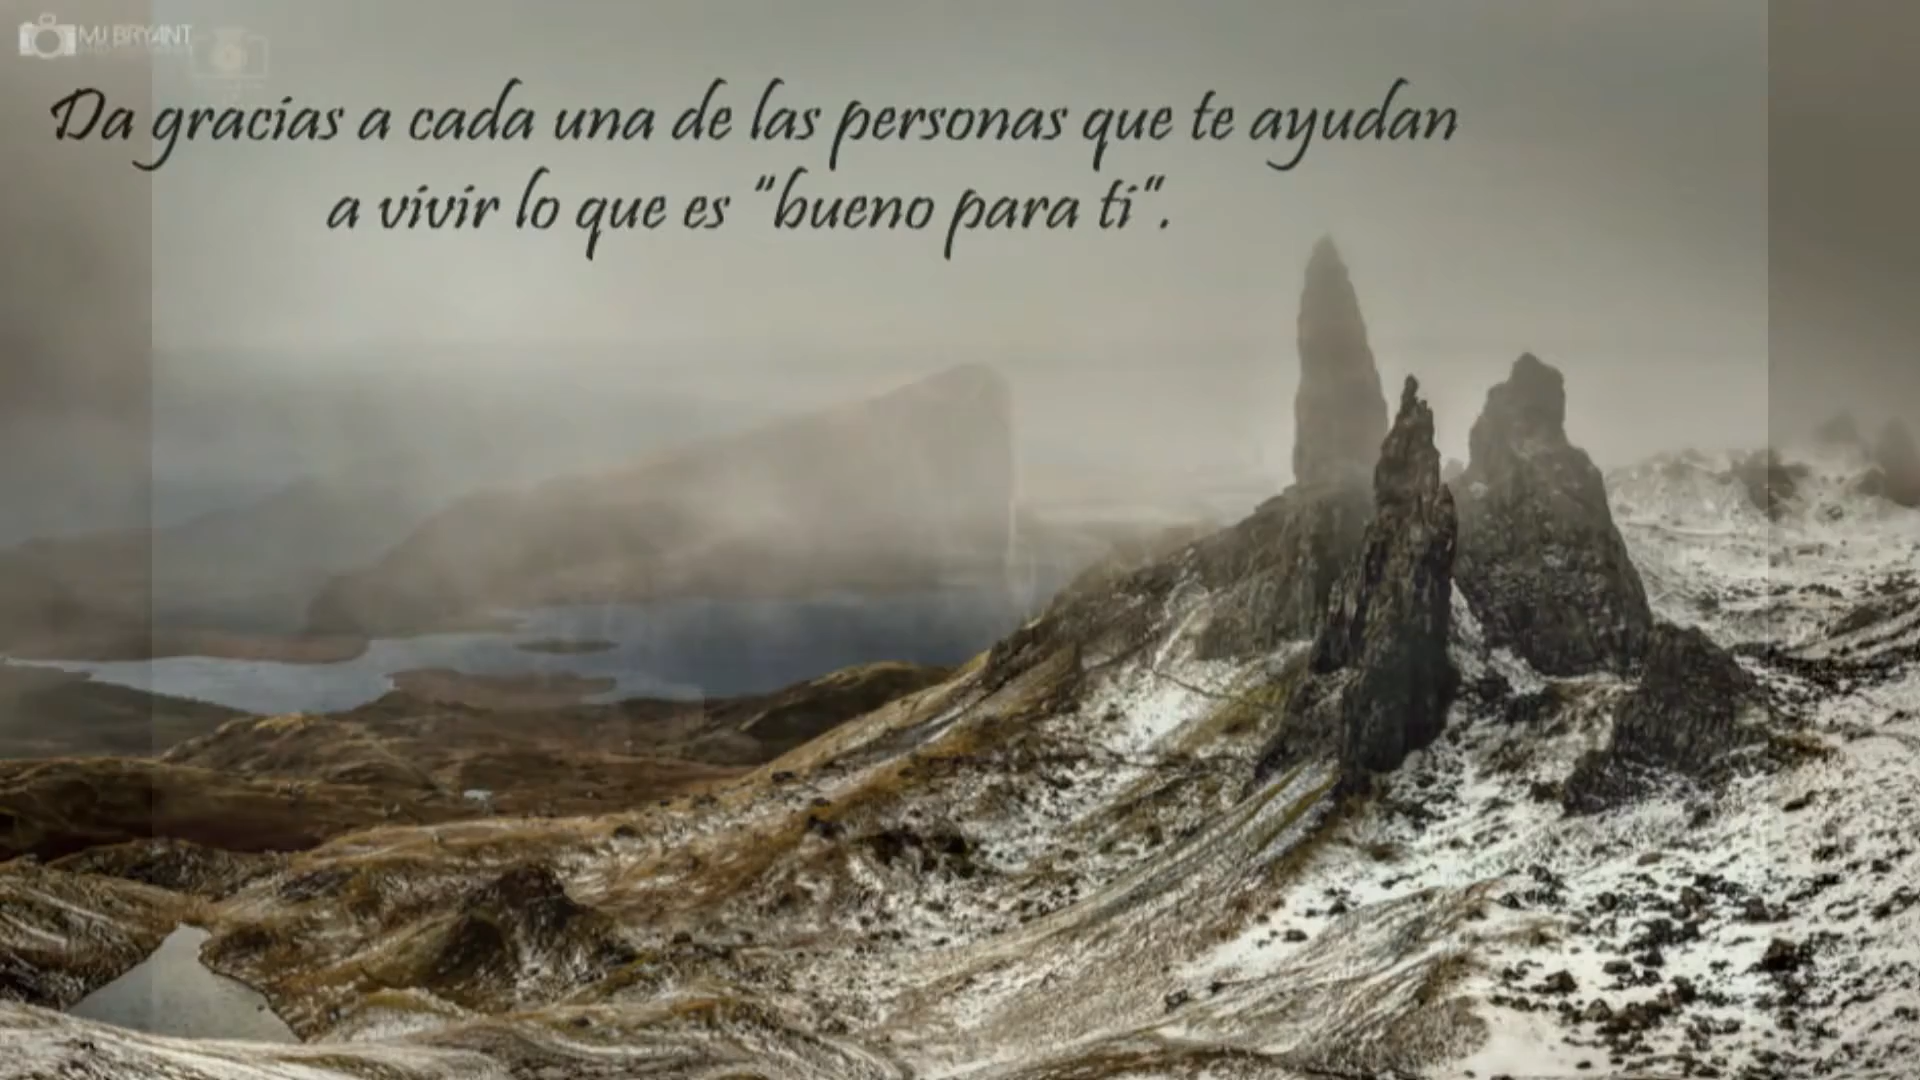 MJ BRYANT
Da gracias a cada una de las personas que te ayudan
a vivir lo que es "bueno para ti".